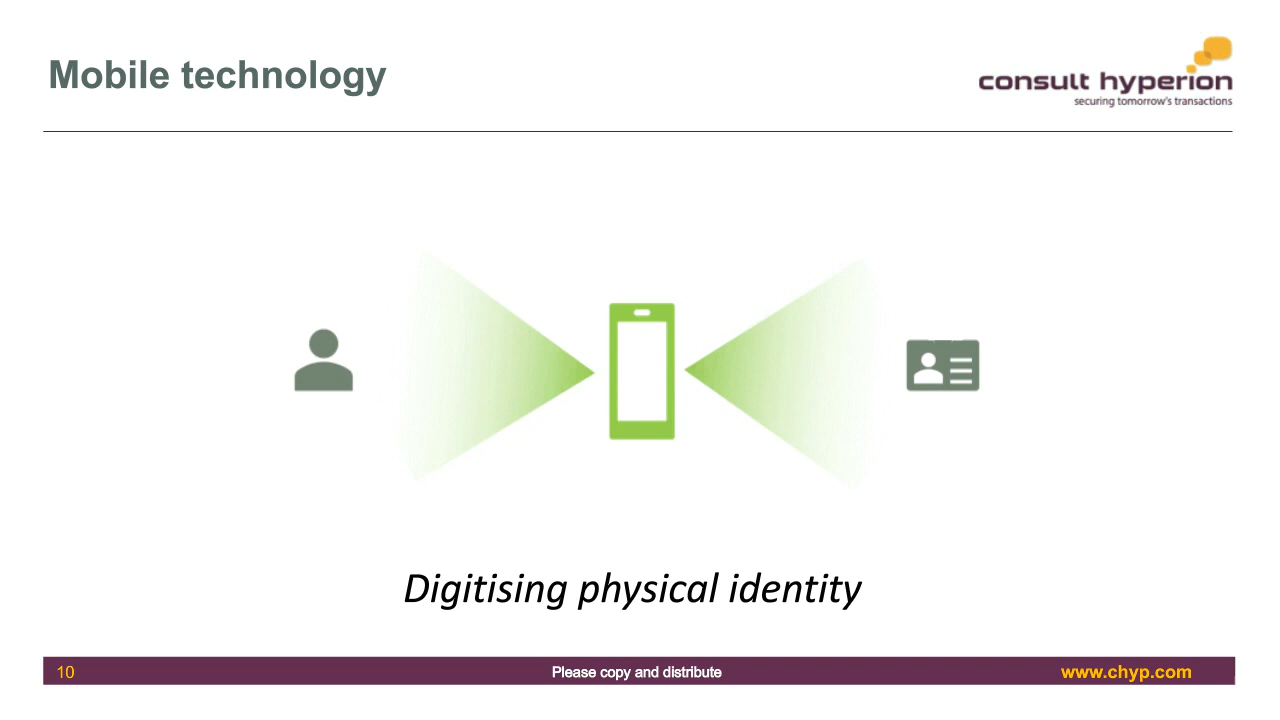 Mobile technology
consult hyperion
securing tomorrow's transactions
Digitising physical identity
10
Please copy and distribute
www.chyp.com